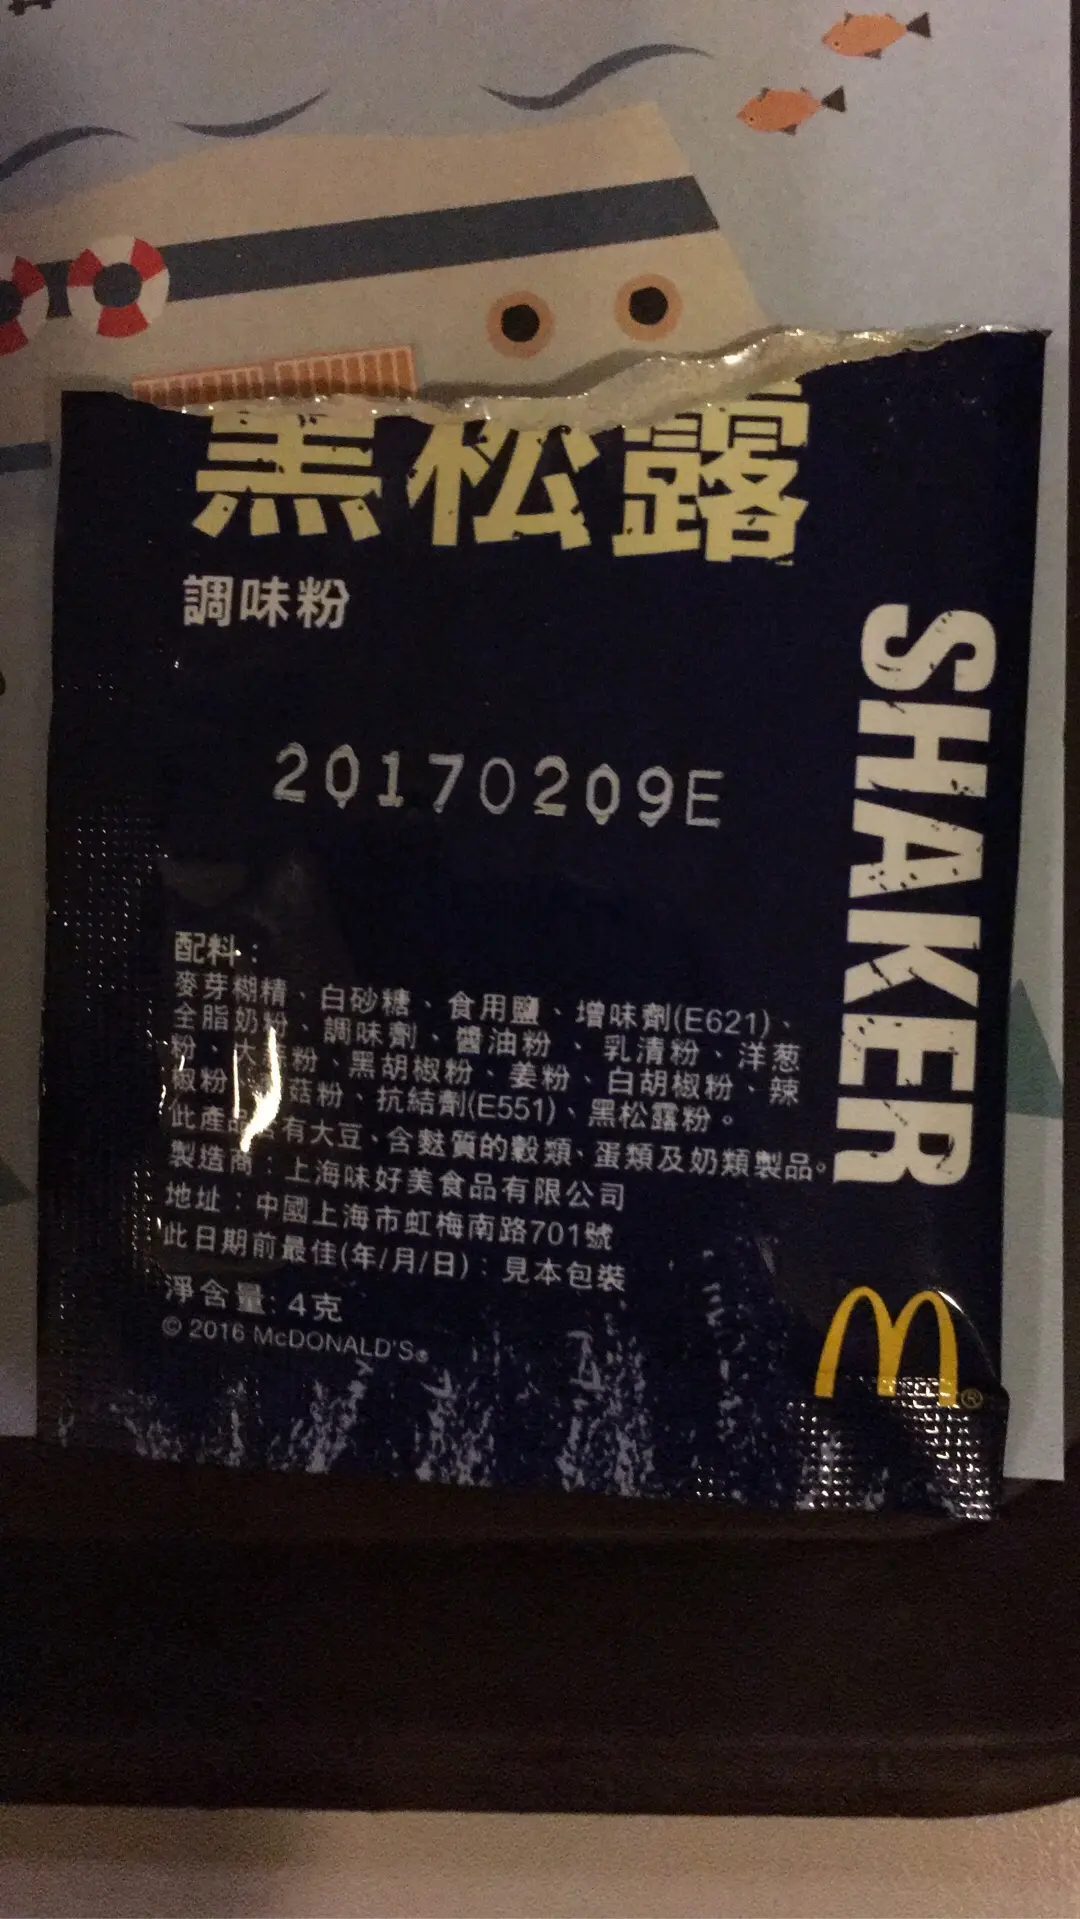 黑松露
調味粉
SHAKER
20170209E
配料：
麥芽糊精、白砂糖、食用鹽、增味劑(E621)、
全脂奶粉、調味劑、醬油粉、乳清粉、洋葱
粉、大蒜粉、黑胡椒粉、姜粉、白胡椒粉、辣
椒粉、菇粉、抗結劑(E551)、黑松露粉。
此產品含有大豆、含麩質的穀類、蛋類及奶類製品。
製造商：上海味好美食品有限公司
地址：中國上海市虹梅南路701號
此日期前最佳(年/月/日)：見本包裝
淨含量: 4克
© 2016 McDONALD'S®
M®